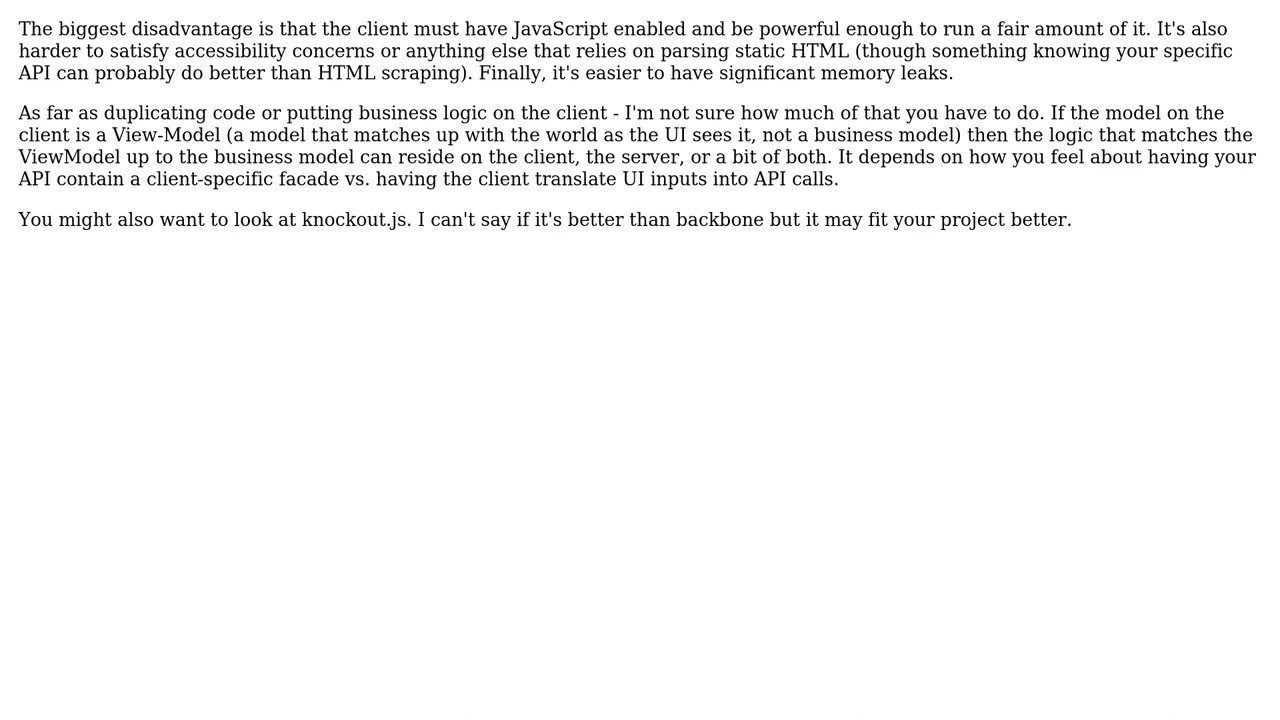 The biggest disadvantage is that the client must have JavaScript enabled and be powerful enough to run a fair amount of it. It's also
harder to satisfy accessibility concerns or anything else that relies on parsing static HTML (though something knowing your specific
API can probably do better than HTML scraping). Finally, it's easier to have significant memory leaks.
As far as duplicating code or putting business logic on the client - I'm not sure how much of that you have to do. If the model on the
client is a View-Model (a model that matches up with the world as the UI sees it, not a business model) then the logic that matches the
ViewModel up to the business model can reside on the client, the server, or a bit of both. It depends on how you feel about having your
API contain a client-specific facade vs. having the client translate UI inputs into API calls.
You might also want to look at knockout.js. I can't say if it's better than backbone but it may fit your project better.